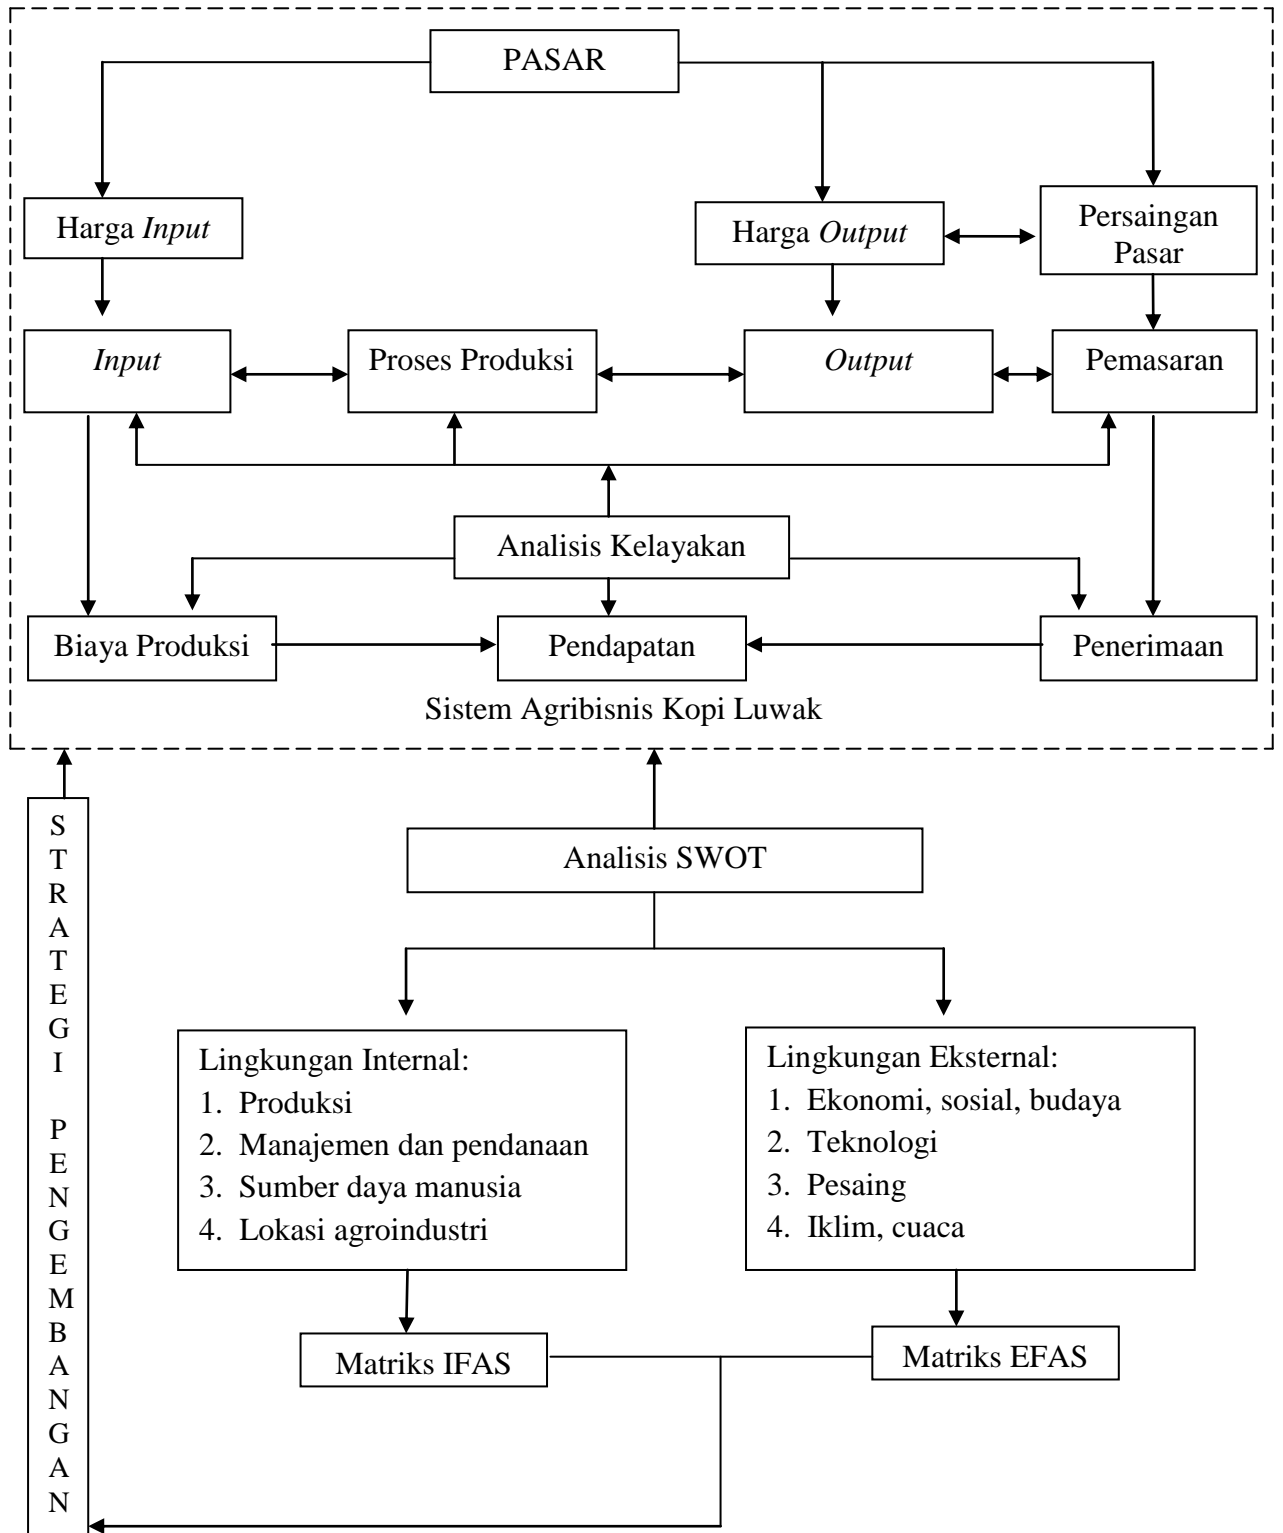 PASAR
Harga Input
Harga Output
Persaingan
Pasar
Input
Proses Produksi
Output
Pemasaran
Analisis Kelayakan
Biaya Produksi
Pendapatan
Penerimaan
Sistem Agribisnis Kopi Luwak
S
T
R
A
T
E
G
I
P
E
N
G
E
M
B
A
N
G
A
N
Analisis SWOT
Lingkungan Internal:
1. Produksi
2. Manajemen dan pendanaan
3. Sumber daya manusia
4. Lokasi agroindustri
Lingkungan Eksternal:
1. Ekonomi, sosial, budaya
2. Teknologi
3. Pesaing
4. Iklim, cuaca
Matriks IFAS
Matriks EFAS